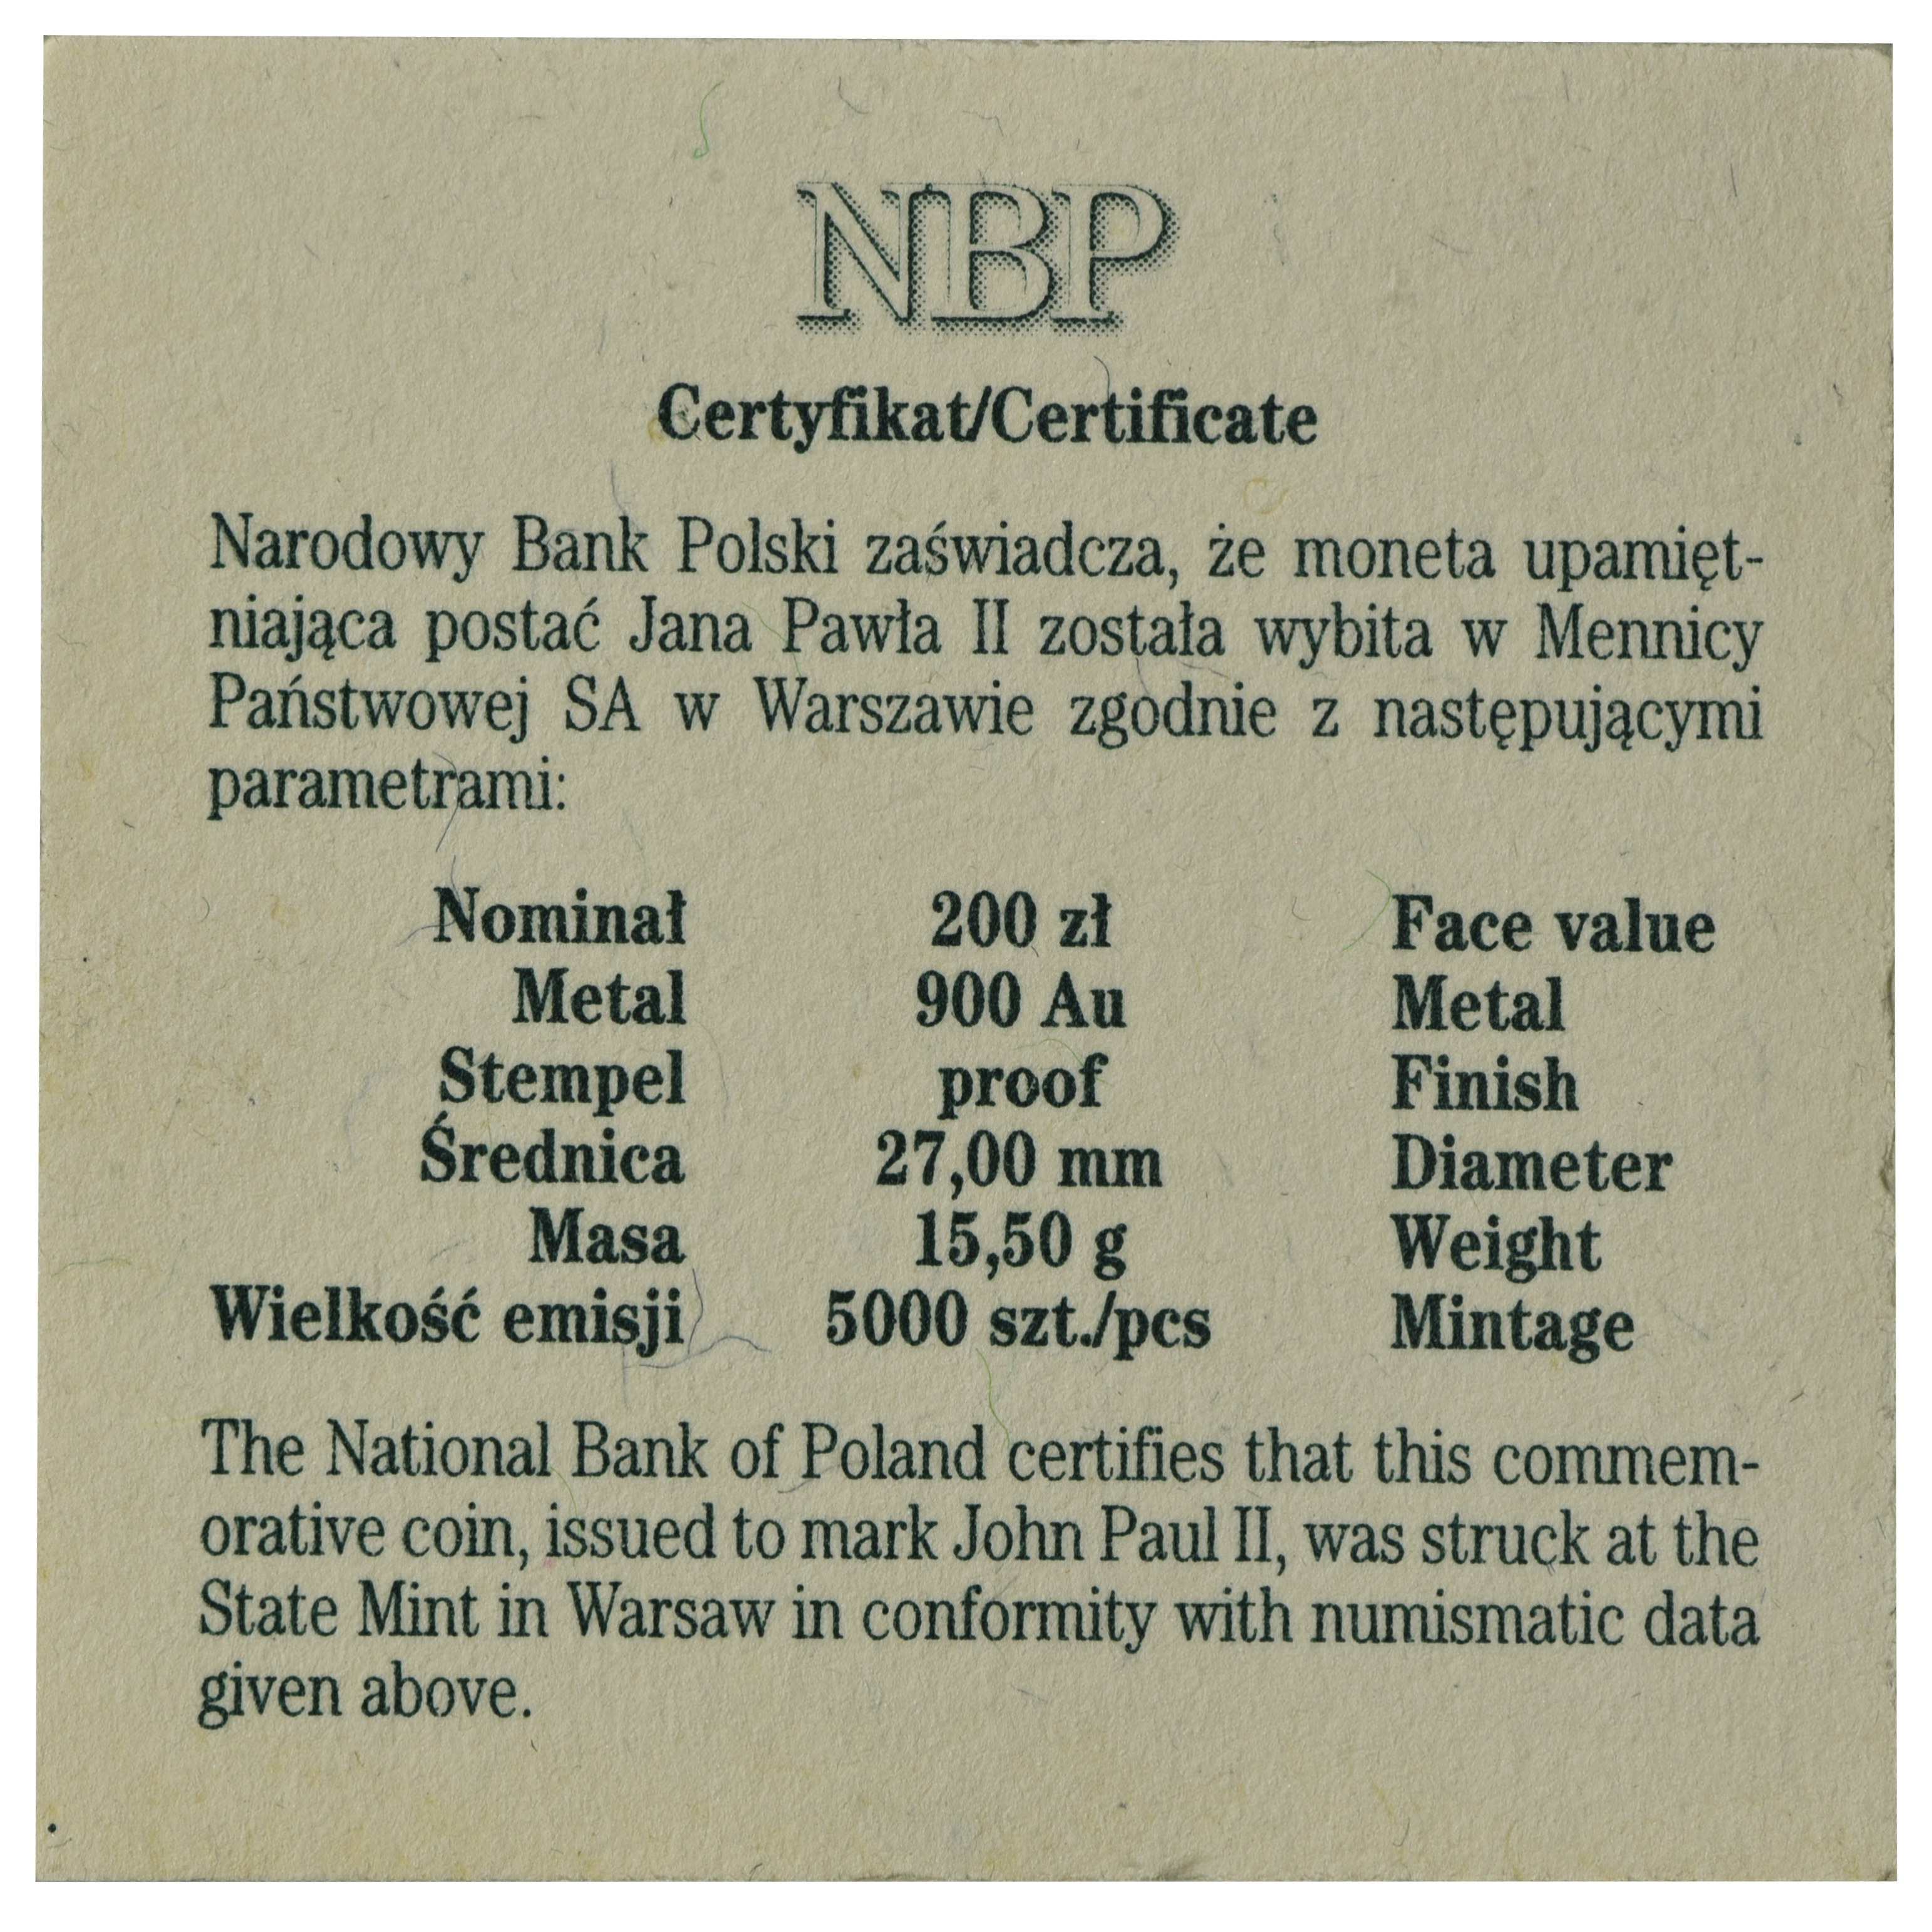 NBP
Certyfikat/Certificate
Narodowy Bank Polski zaświadcza, że moneta upamięt-
niająca postać Jana Pawła II została wybita w Mennicy
Państwowej SA w Warszawie zgodnie z następującymi
parametrami:
Nominał 200 zł Face value
Metal 900 Au Metal
Stempel proof Finish
Średnica 27,00 mm Diameter
Masa 15,50 g Weight
Wielkość emisji 5000 szt./pcs Mintage
The National Bank of Poland certifies that this commem-
orative coin, issued to mark John Paul II, was struck at the
State Mint in Warsaw in conformity with numismatic data
given above.